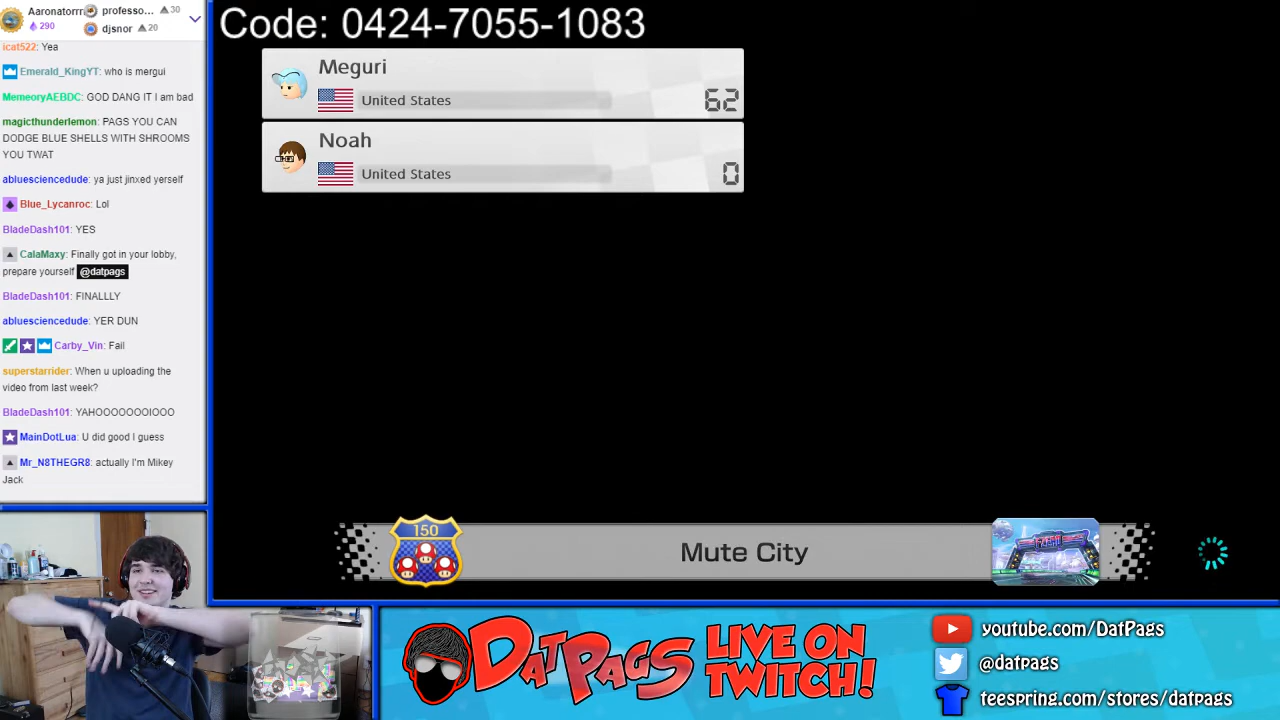 Aaronatorrr
290
professo... 30
djsnor 20
icat522: Yea
Emerald_KingYT: who is mergui
MemeoryAEBDC: GOD DANG IT I am bad
magicthunderlemon: PAGS YOU CAN
DODGE BLUE SHELLS WITH SHROOMS
YOU TWAT
abluesciencedude: ya just jinxed yerself
Blue_Lycanroc: Lol
BladeDash101: YES
CalaMaxy: Finally got in your lobby,
prepare yourself @datpags
BladeDash101: FINALLLY
abluesciencedude: YER DUN
Carby_Vin: Fail
superstarrider: When u uploading the
video from last week?
BladeDash101: YAHOOOOOOOIOOO
MainDotLua: U did good I guess
Mr_N8THEGR8: actually I'm Mikey
Jack
Code: 0424-7055-1083
Meguri
United States 62
Noah
United States 0
150
Mute City
DATPAGS LIVE ON
TWITCH!
youtube.com/DatPags
@datpags
teespring.com/stores/datpags